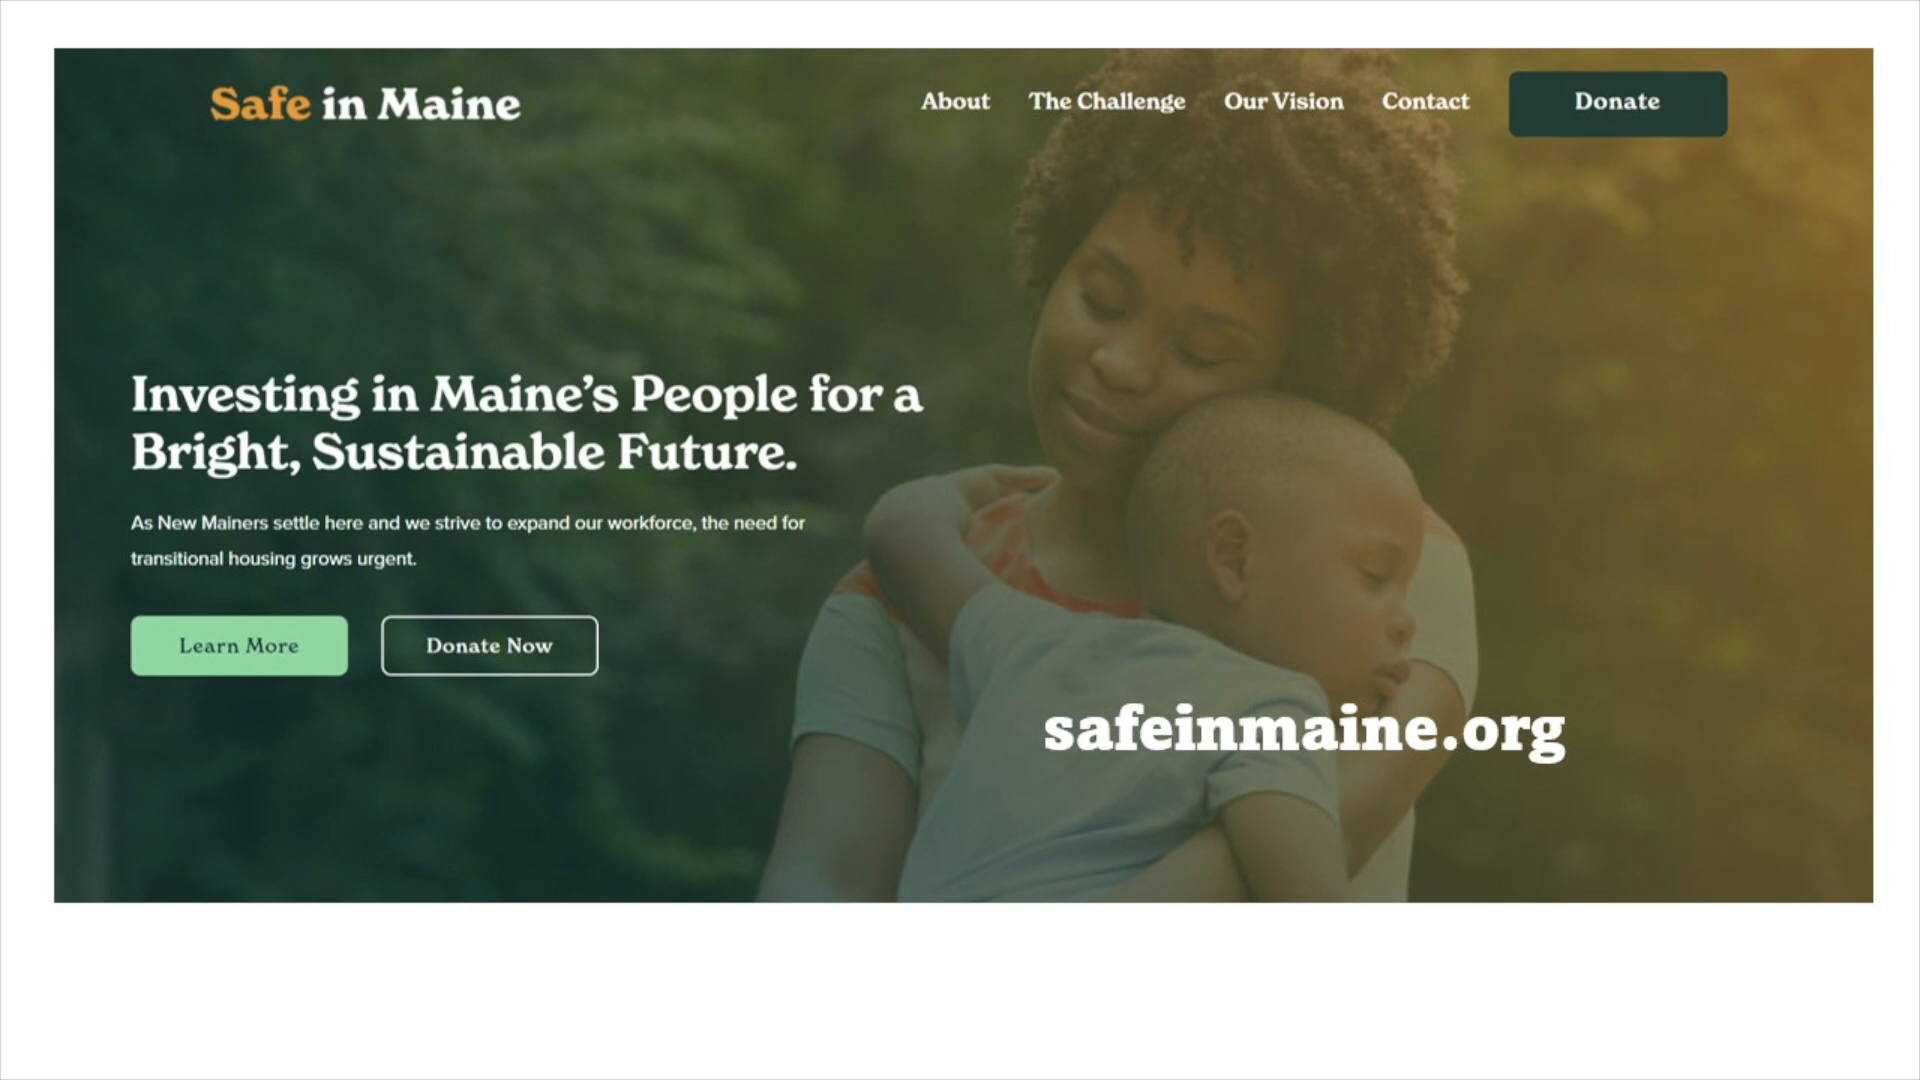 Safe in Maine
About
The Challenge
Our Vision
Contact
Donate
Investing in Maine’s People for a
Bright, Sustainable Future.
As New Mainers settle here and we strive to expand our workforce, the need for
transitional housing grows urgent.
Learn More
Donate Now
safeinmaine.org